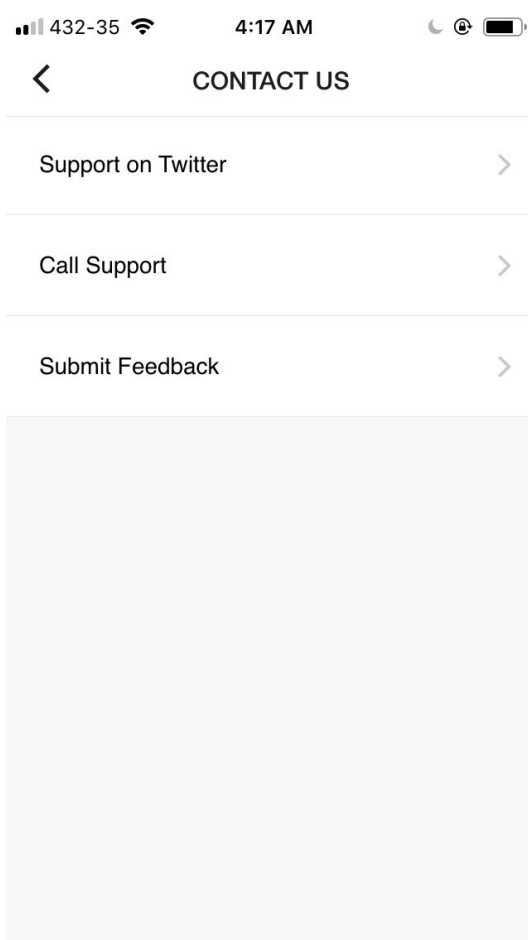 432-35 4:17 AM
CONTACT US
Support on Twitter
Call Support
Submit Feedback